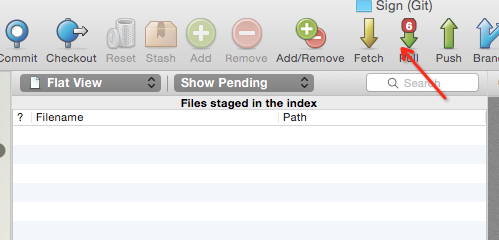 Sign (Git)
6
Commit Checkout Reset Stash Add Remove Add/Remove Fetch Pull Push Branc
Flat View Show Pending Search
Files staged in the index
? Filename Path